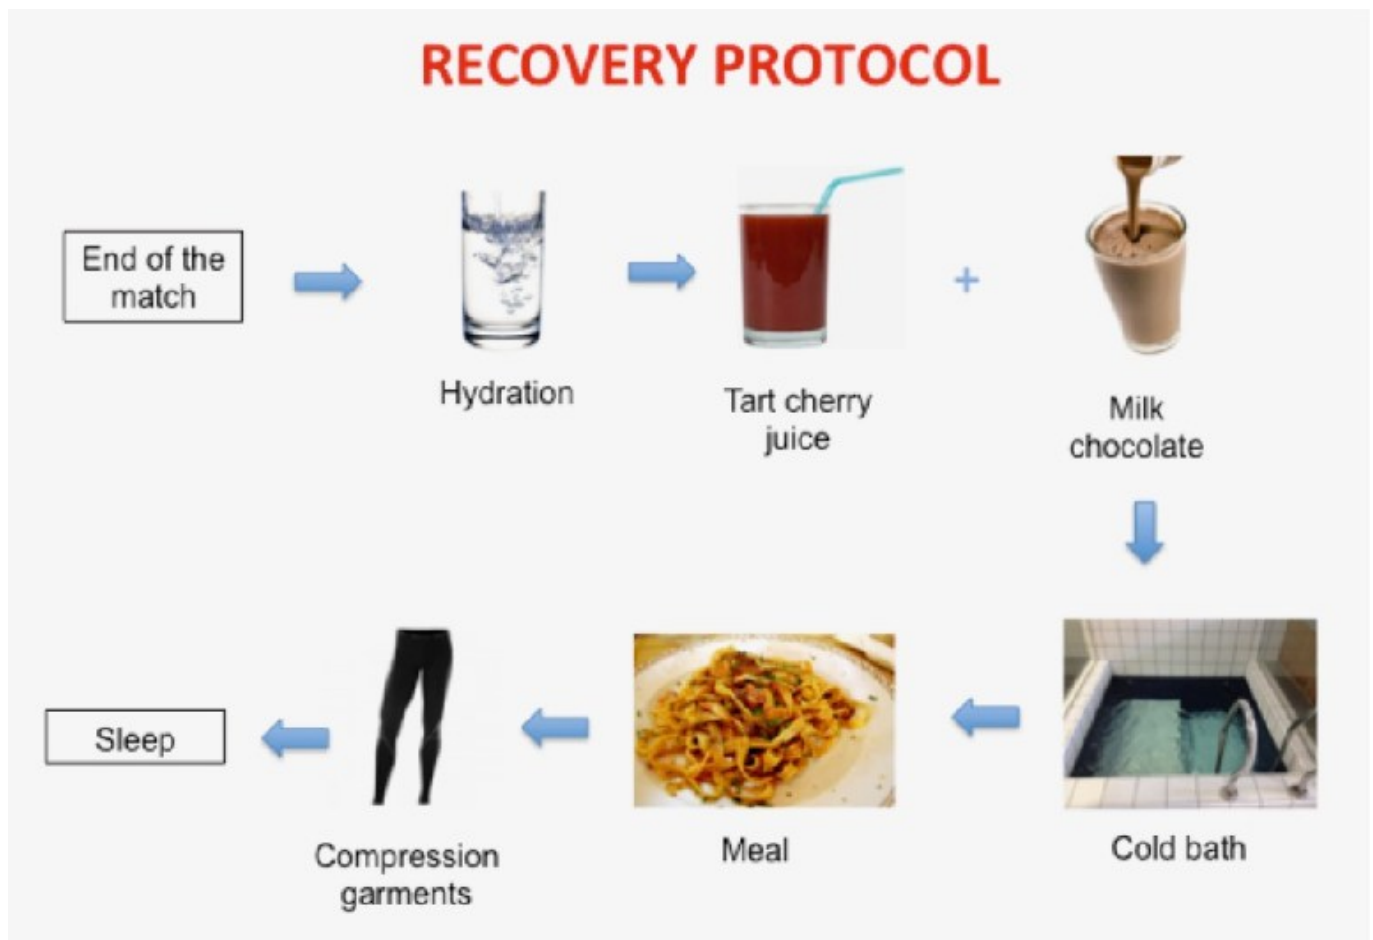 RECOVERY PROTOCOL
End of the
match
Hydration
Tart cherry
juice
+
Milk
chocolate
Cold bath
Meal
Compression
garments
Sleep